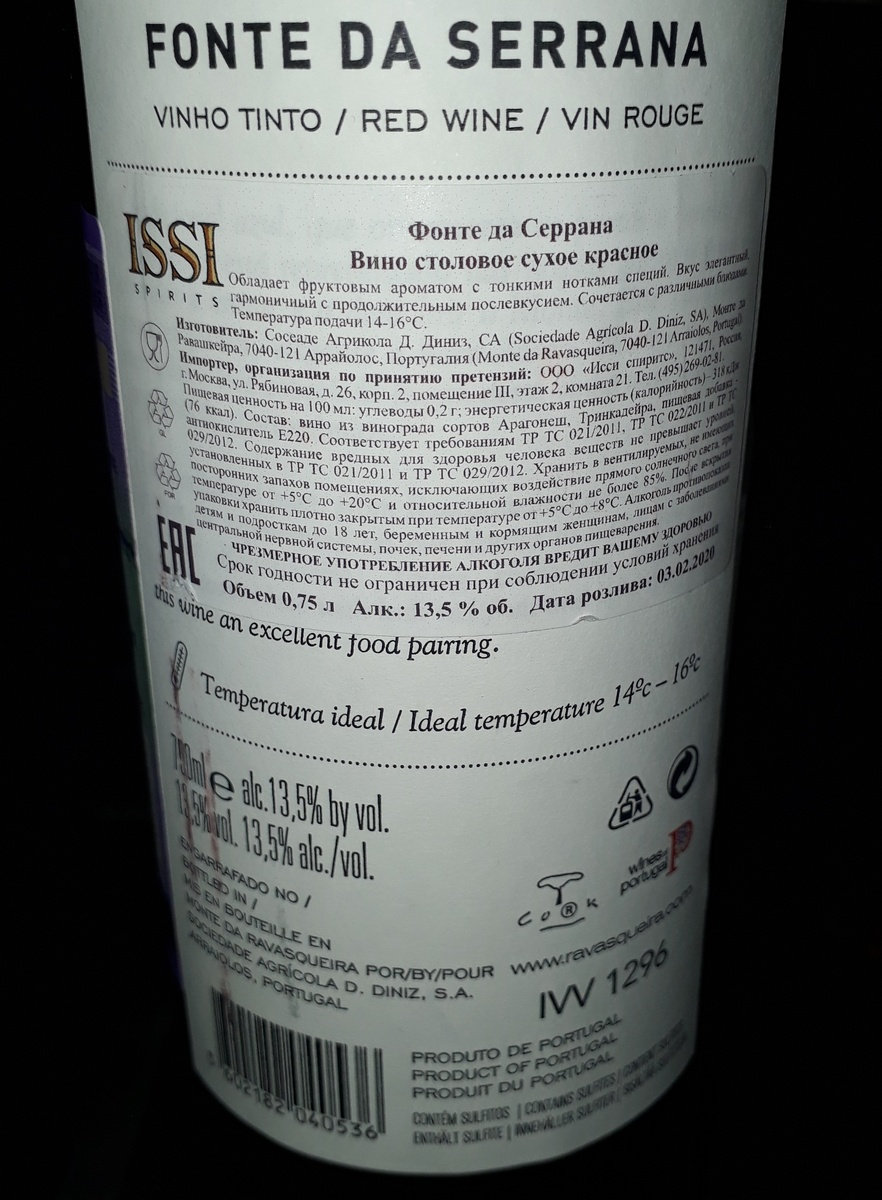 FONTE DA SERRANA
VINHO TINTO / RED WINE / VIN ROUGE
ISSI
SPIRITS
Фонте да Серрана
Вино столовое сухое красное
Обладает фруктовым ароматом с тонкими нотками специй. Вкус элегантный,
гармоничный с продолжительным послевкусием. Сочетается с различными блюдами.
Температура подачи 14-16°С.
Изготовитель: Соседаде Агрикола Д. Диниз, СА (Sociedade Agrícola D. Diniz, SA), Монте да
Равашкейра, 7040-121 Аррайолос, Португалия (Monte da Ravasqueira, 7040-121 Arraiolos, Portugal)
Импортер, организация по принятию претензий: ООО «Исси спиритс», 121471, Россия,
г. Москва, ул. Рябиновая, д. 26, корп. 2, помещение III, этаж 2, комната 21. Тел. (495) 269-02-81.
Пищевая ценность на 100 мл: углеводы 0,2 г; энергетическая ценность (калорийность) – 318 кДж
(76 ккал). Состав: вино из винограда сортов Арагонеш, Тринкадейра, пищевая добавка -
антиокислитель Е220. Соответствует требованиям ТР ТС 021/2011, ТР ТС 022/2011 и ТР ТС
029/2012. Содержание вредных для здоровья человека веществ не превышает уровней,
установленных в ТР ТС 021/2011 и ТР ТС 029/2012. Хранить в вентилируемых, не имеющих
посторонних запахов помещениях, исключающих воздействие прямого солнечного света, при
температуре от +5°С до +20°С и относительной влажности не более 85%. После вскрытия
упаковки хранить плотно закрытым при температуре от +5°С до +8°С. Алкоголь противопоказан
детям и подросткам до 18 лет, беременным и кормящим женщинам, лицам с заболеваниями
центральной нервной системы, почек, печени и других органов пищеварения.
ЧРЕЗМЕРНОЕ УПОТРЕБЛЕНИЕ АЛКОГОЛЯ ВРЕДИТ ВАШЕМУ ЗДОРОВЬЮ
Срок годности не ограничен при соблюдении условий хранения
Объем 0,75 л Алк.: 13,5 % об. Дата розлива: 03.02.2020
GL
FOR
EAC
this wine an excellent food pairing.
Temperatura ideal / Ideal temperature 14ºc – 16ºc
750ml e alc.13,5% by vol.
13,5%vol. 13,5% alc./vol.
ENGARRAFADO NO /
BOTTLED IN /
MIS EN BOUTEILLE EN
MONTE DA RAVASQUEIRA POR/BY/POUR
SOCIEDADE AGRÍCOLA D. DINIZ, S.A.
ARRAIOLOS, PORTUGAL
CO®K
wines of
portugal
www.ravasqueira.com
IVV 1296
PRODUTO DE PORTUGAL
PRODUCT OF PORTUGAL
PRODUIT DU PORTUGAL
CONTÉM SULFITOS | CONTAINS SULFITES |
ENTHÄLT SULFITE | INNEHÅLLER SULFITER |
5 602182 040536